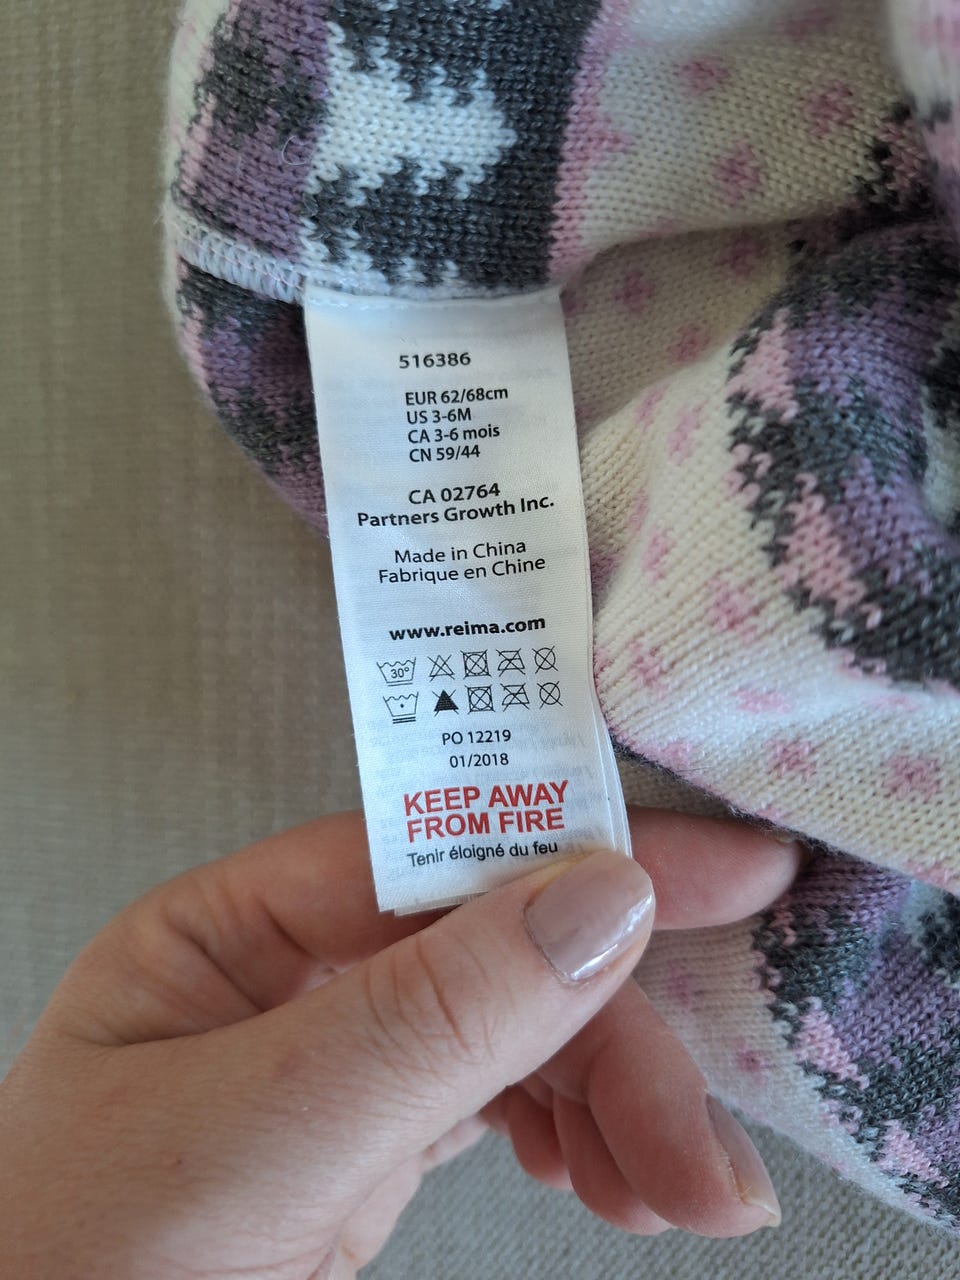 516386
EUR 62/68cm
US 3-6M
CA 3-6 mois
CN 59/44
CA 02764
Partners Growth Inc.
Made in China
Fabrique en Chine
www.reima.com
30°
PO 12219
01/2018
KEEP AWAY
FROM FIRE
Tenir éloigné du feu